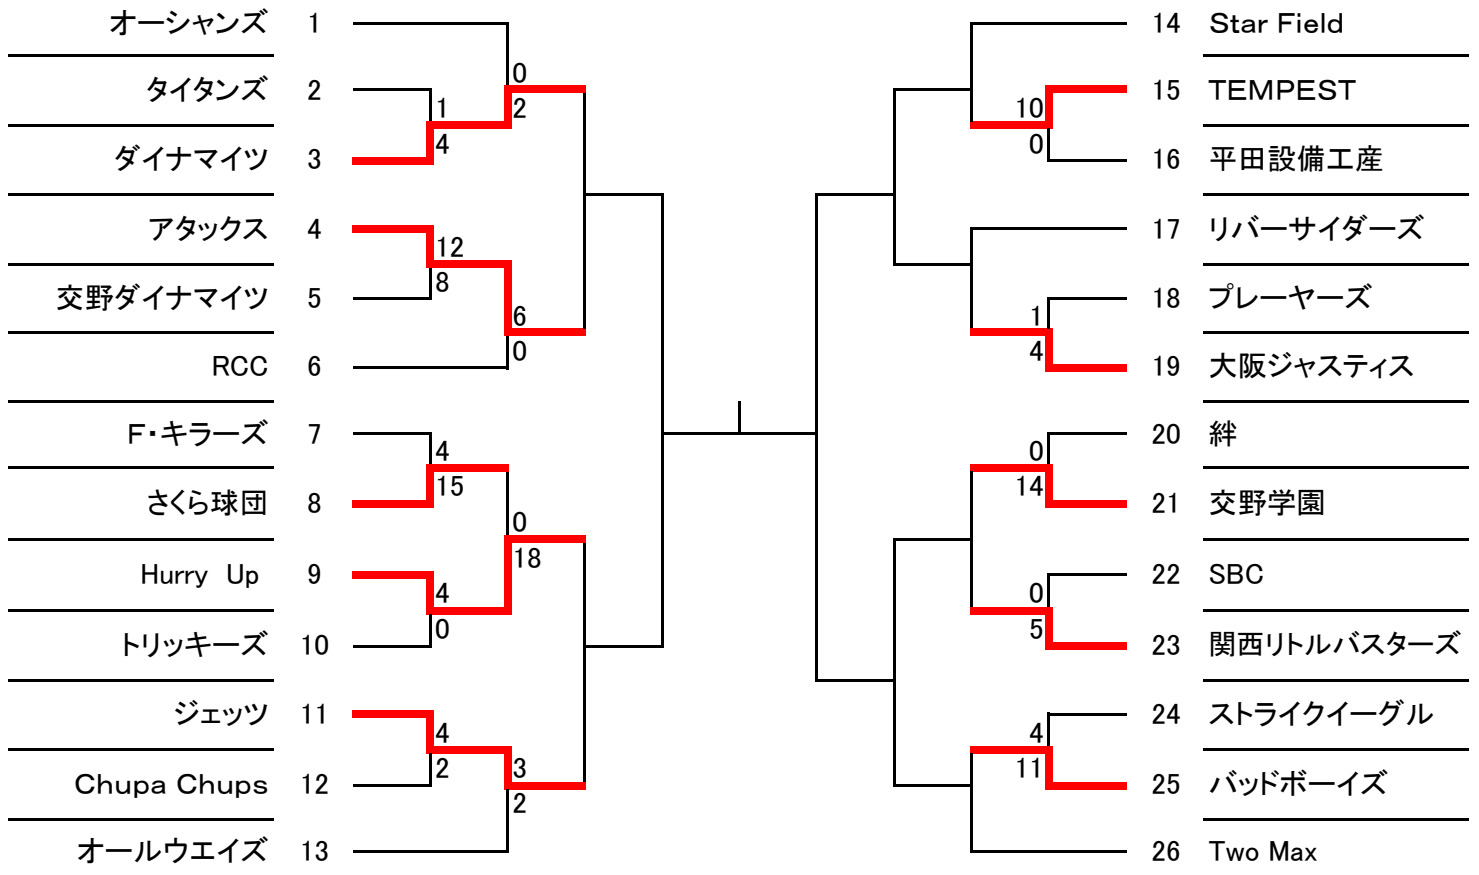 オーシャンズ 1
タイタンズ 2
ダイナマイツ 3
アタックス 4
交野ダイナマイツ 5
RCC 6
F・キラーズ 7
さくら球団 8
Hurry Up 9
トリッキーズ 10
ジェッツ 11
Chupa Chups 12
オールウエイズ 13
0
2
1
4
12
8
6
0
4
15
0
18
4
0
4
2
3
2
14 Star Field
15 TEMPEST
16 平田設備工産
17 リバーサイダーズ
18 プレーヤーズ
19 大阪ジャスティス
20 絆
21 交野学園
22 SBC
23 関西リトルバスターズ
24 ストライクイーグル
25 バッドボーイズ
26 Two Max
10
0
1
4
0
14
0
5
4
11